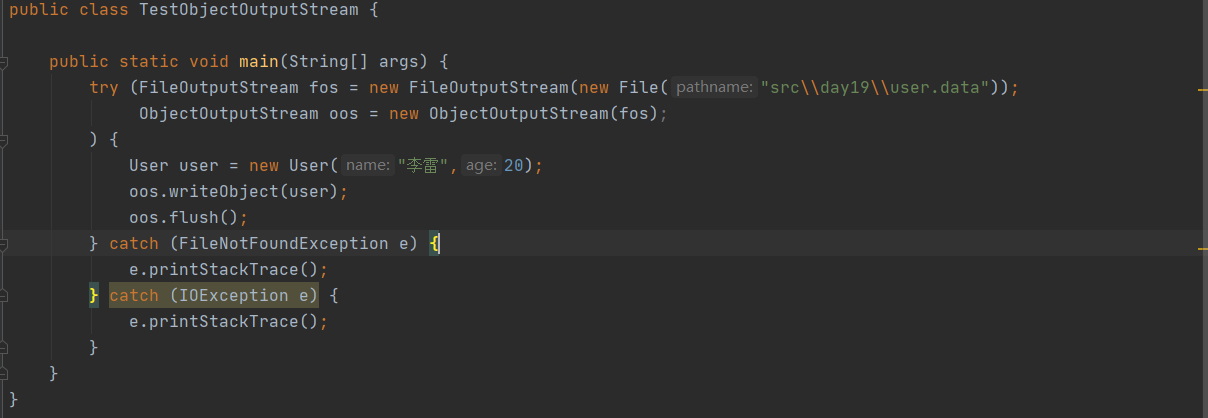 public class TestObjectOutputStream {
public static void main(String[] args) {
try (FileOutputStream fos = new FileOutputStream(new File( pathname: "src\\day19\\user.data"));
ObjectOutputStream oos = new ObjectOutputStream(fos);
) {
User user = new User( name: "李雷", age: 20);
oos.writeObject(user);
oos.flush();
} catch (FileNotFoundException e) {
e.printStackTrace();
} catch (IOException e) {
e.printStackTrace();
}
}
}